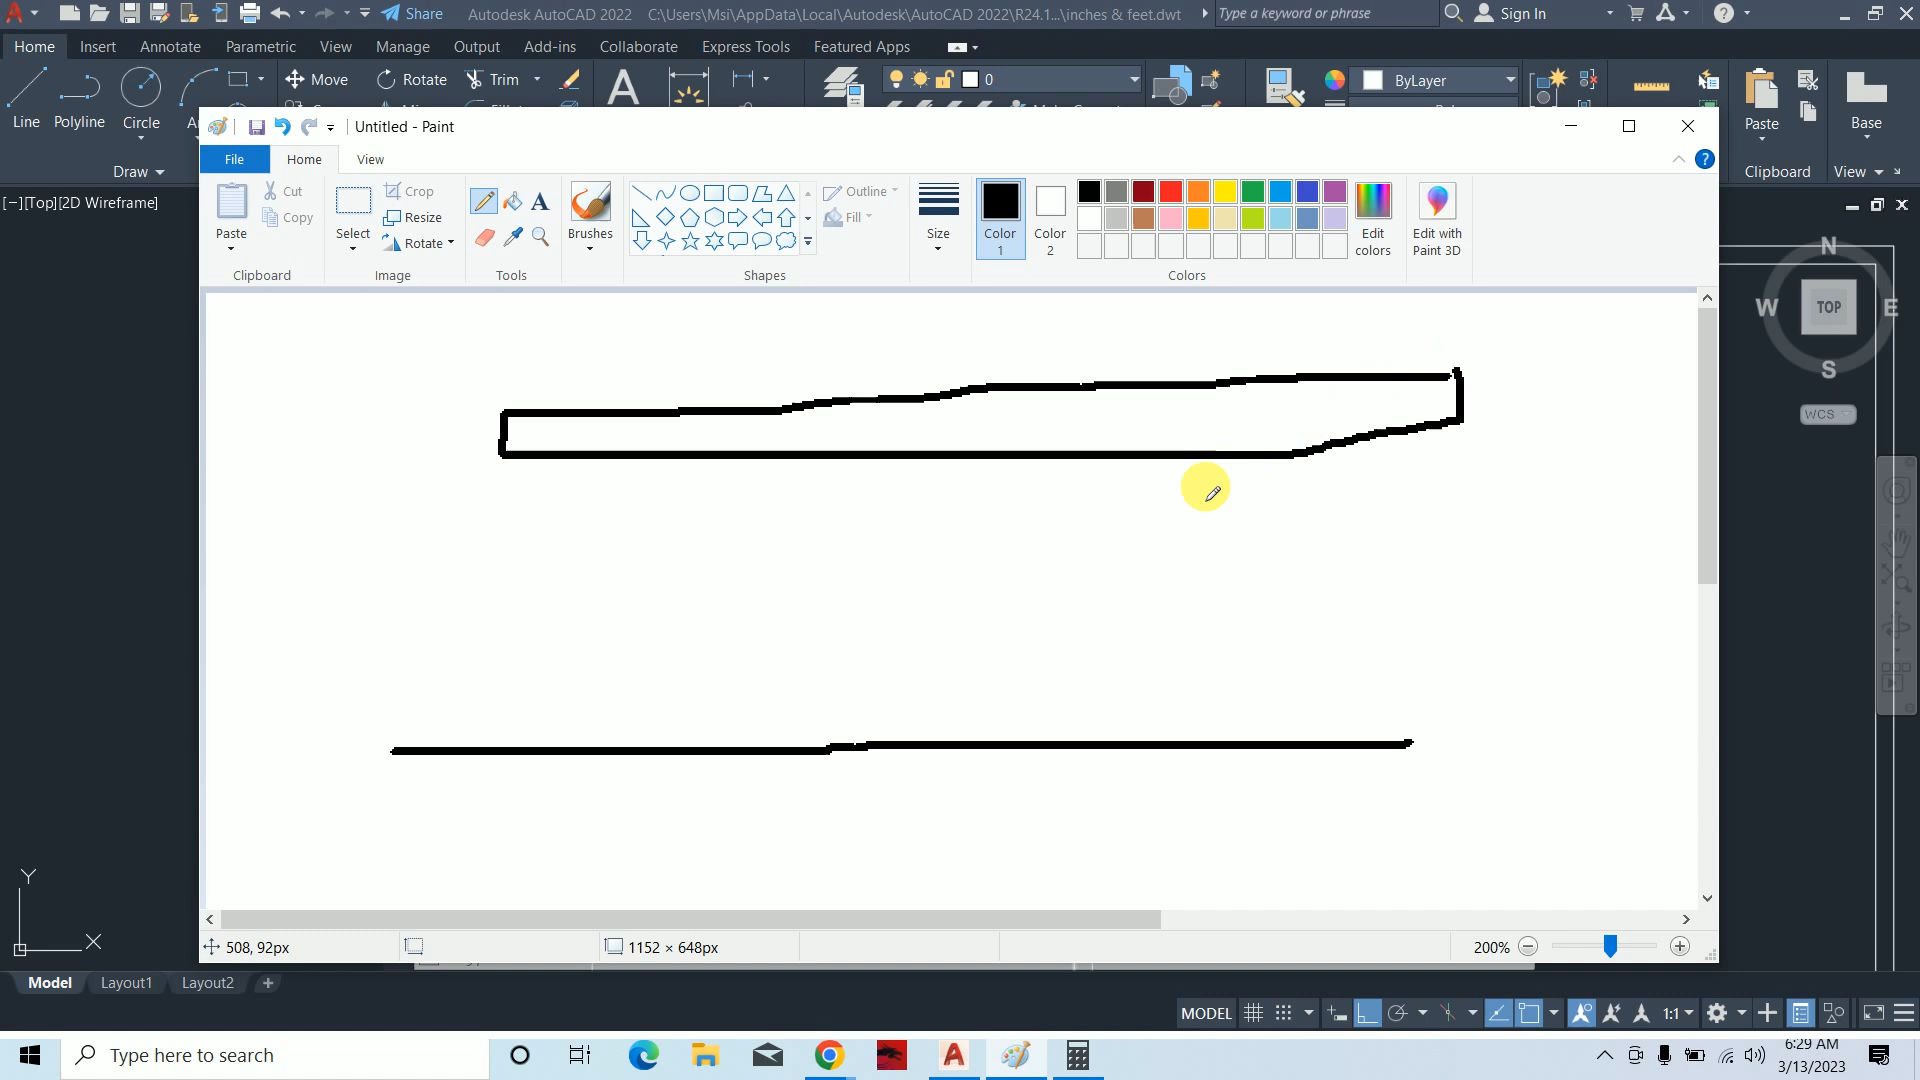 Share Autodesk AutoCAD 2022 C:\Users\Msi\AppData\Local\Autodesk\AutoCAD 2022\R24.1...\inches & feet.dwt Type a keyword or phrase Sign In
Home Insert Annotate Parametric View Manage Output Add-ins Collaborate Express Tools Featured Apps
Move Rotate Trim 0 ByLayer
Line Polyline Circle Paste Base
Draw Clipboard View
Untitled - Paint
File Home View
[−][Top][2D Wireframe]
Paste Cut Copy Select Crop Resize Rotate Brushes Outline Fill Size Color 1 Color 2 Edit colors Edit with Paint 3D
Clipboard Image Tools Shapes Colors
N
W TOP E
S
WCS
Y
X
508, 92px 1152 × 648px 200%
Model Layout1 Layout2
MODEL 1:1
Type here to search 6:29 AM
3/13/2023